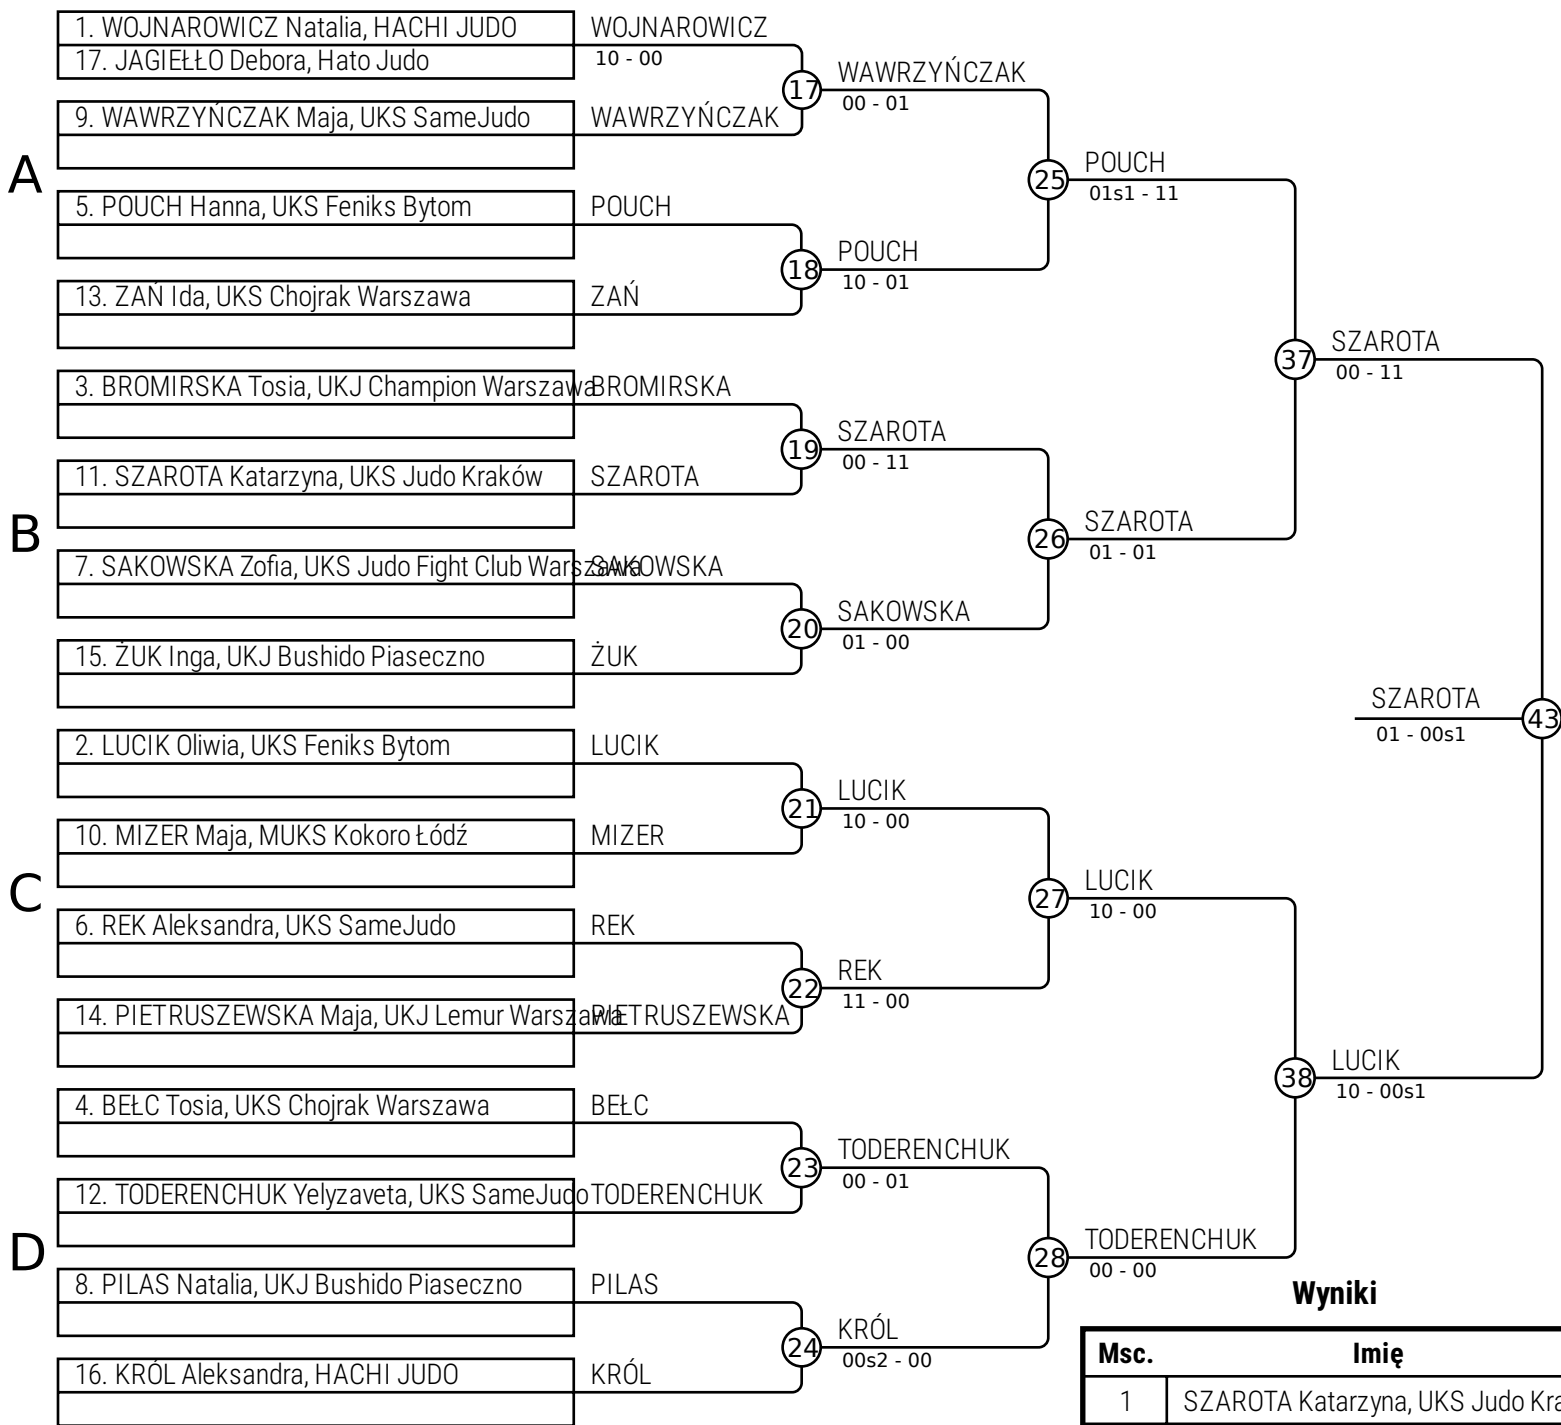 1. WOJNAROWICZ Natalia, HACHI JUDO
17. JAGIEŁŁO Debora, Hato Judo
WOJNAROWICZ
10 - 00
9. WAWRZYŃCZAK Maja, UKS SameJudo
WAWRZYŃCZAK
17
WAWRZYŃCZAK
00 - 01
A
5. POUCH Hanna, UKS Feniks Bytom
POUCH
13. ZAŃ Ida, UKS Chojrak Warszawa
ZAŃ
18
POUCH
10 - 01
25
POUCH
01s1 - 11
3. BROMIRSKA Tosia, UKJ Champion Warszawa
BROMIRSKA
11. SZAROTA Katarzyna, UKS Judo Kraków
SZAROTA
19
SZAROTA
00 - 11
B
7. SAKOWSKA Zofia, UKS Judo Fight Club Warszawa
SAKOWSKA
15. ŻUK Inga, UKJ Bushido Piaseczno
ŻUK
20
SAKOWSKA
01 - 00
26
SZAROTA
01 - 01
37
SZAROTA
00 - 11
2. LUCIK Oliwia, UKS Feniks Bytom
LUCIK
10. MIZER Maja, MUKS Kokoro Łódź
MIZER
21
LUCIK
10 - 00
C
6. REK Aleksandra, UKS SameJudo
REK
14. PIETRUSZEWSKA Maja, UKJ Lemur Warszawa
PIETRUSZEWSKA
22
REK
11 - 00
27
LUCIK
10 - 00
4. BEŁC Tosia, UKS Chojrak Warszawa
BEŁC
12. TODERENCHUK Yelyzaveta, UKS SameJudo
TODERENCHUK
23
TODERENCHUK
00 - 01
D
8. PILAS Natalia, UKJ Bushido Piaseczno
PILAS
16. KRÓL Aleksandra, HACHI JUDO
KRÓL
24
KRÓL
00s2 - 00
28
TODERENCHUK
00 - 00
38
LUCIK
10 - 00s1
SZAROTA
01 - 00s1
43
Wyniki
Msc. Imię
1 SZAROTA Katarzyna, UKS Judo Kra